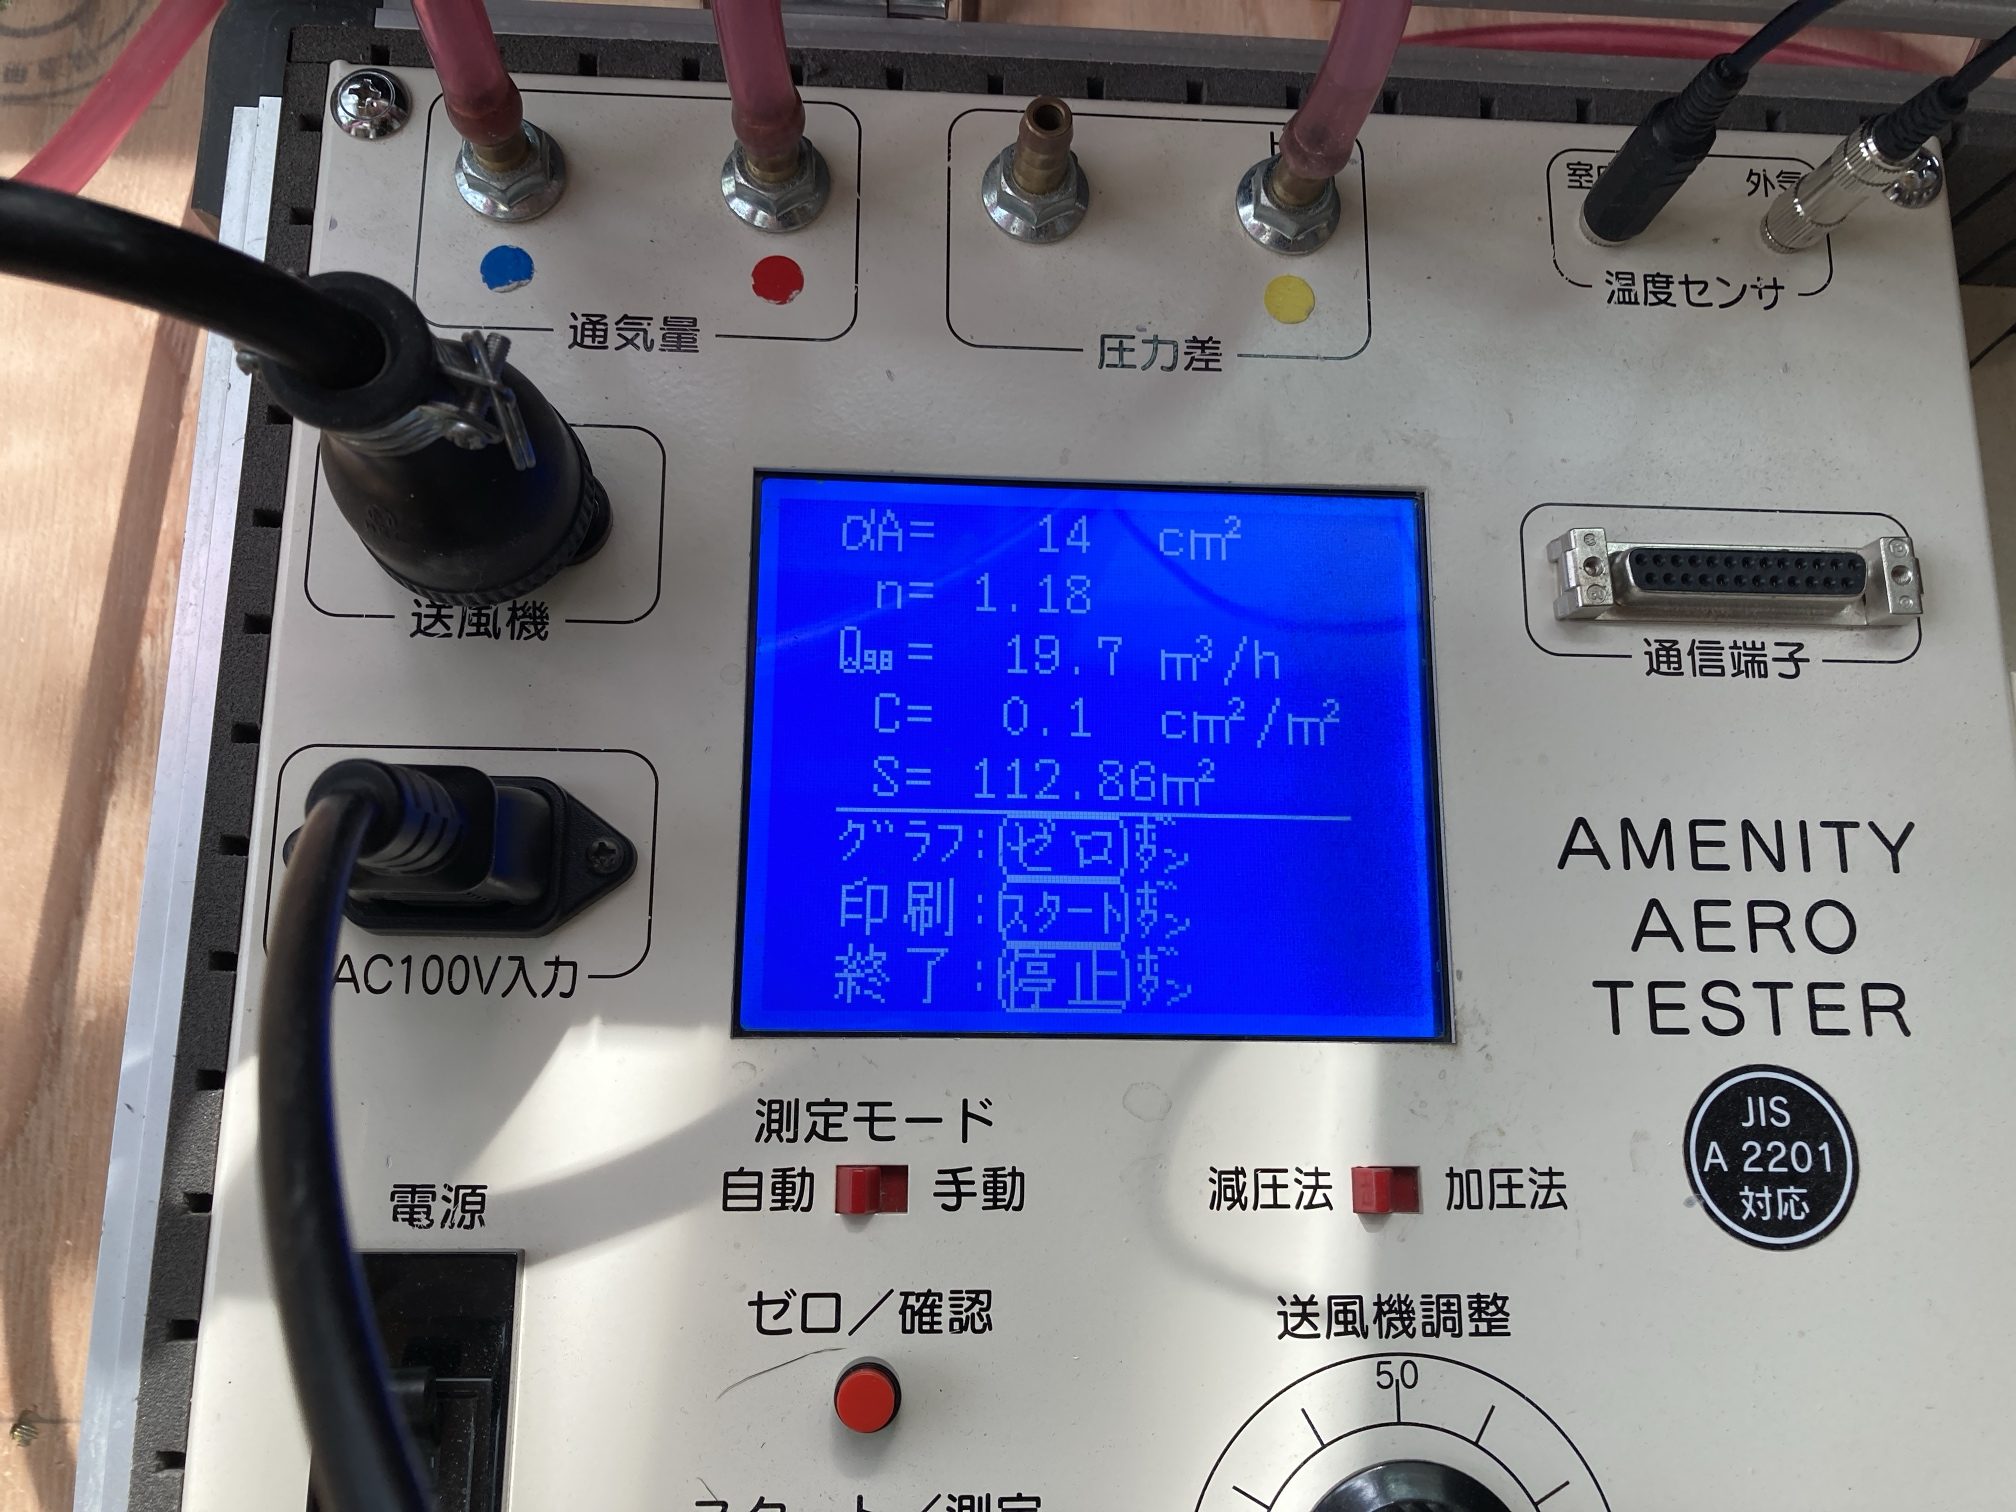 通気量
圧力差
温度センサ
送風機
通信端子
AC100V入力
αA= 14 cm²
n= 1.18
Q₉.₈= 19.7 m³/h
C= 0.1 cm²/m²
S= 112.86m²
グラフ:(ゼロ)ボタン
印刷:(スタート)ボタン
終了:(停止)ボタン
AMENITY
AERO
TESTER
JIS
A 2201
対応
測定モード
自動 手動
減圧法 加圧法
電源
ゼロ/確認
送風機調整
50